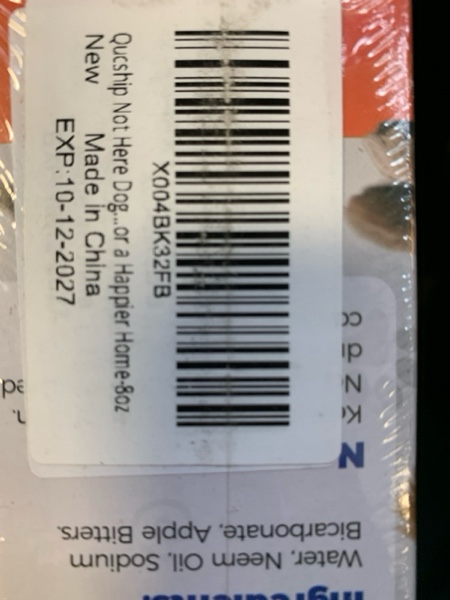 X004BK32FB
Qucship Not Here Dog...or a Happier Home-8oz
New Made in China
EXP:10-12-2027
Ingredients:
Water, Neem Oil, Sodium
Bicarbonate, Apple Bitters.